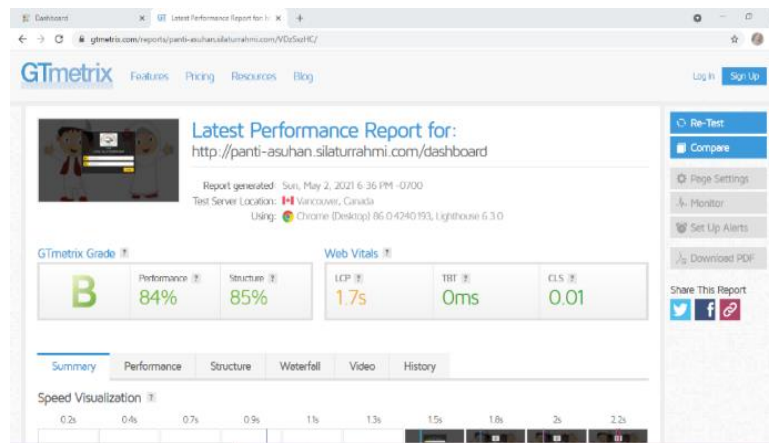 Dashboard
GT Latest Performance Report for: h
gtmetrix.com/reports/panti-asuhan.silaturrahmi.com/VDzSazHC/
GTmetrix Features Pricing Resources Blog
Log in Sign Up
Latest Performance Report for:
http://panti-asuhan.silaturrahmi.com/dashboard
Report generated: Sun, May 2, 2021 6:36 PM -0700
Test Server Location: Vancouver, Canada
Using: Chrome (Desktop) 86.0.4240.193, Lighthouse 6.3.0
Re-Test
Compare
Page Settings
Monitor
Set Up Alerts
Download PDF
Share This Report
GTmetrix Grade ?
Web Vitals ?
B
Performance ?
84%
Structure ?
85%
LCP ?
1.7s
TBT ?
0ms
CLS ?
0.01
Summary Performance Structure Waterfall Video History
Speed Visualization ?
0.2s 0.4s 0.7s 0.9s 1.1s 1.3s 1.5s 1.8s 2s 2.2s